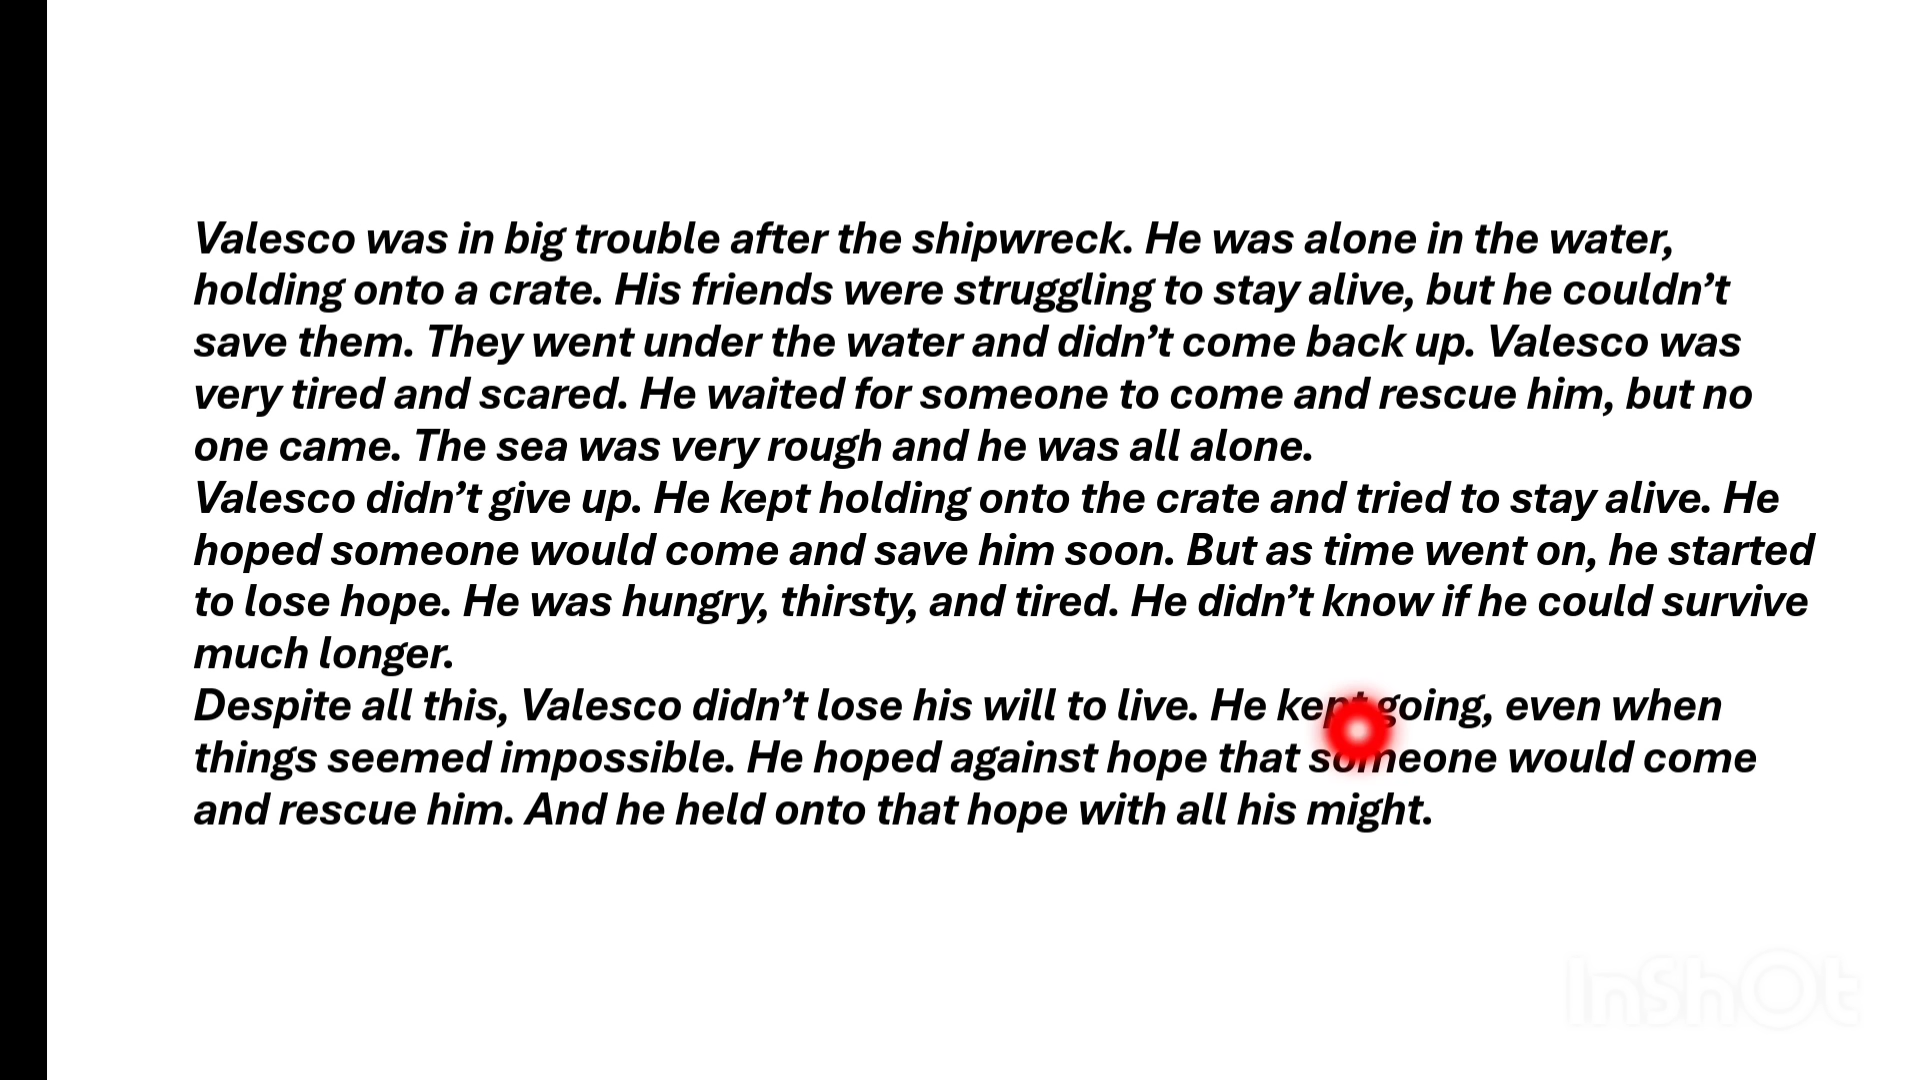 Valesco was in big trouble after the shipwreck. He was alone in the water,
holding onto a crate. His friends were struggling to stay alive, but he couldn’t
save them. They went under the water and didn’t come back up. Valesco was
very tired and scared. He waited for someone to come and rescue him, but no
one came. The sea was very rough and he was all alone.
Valesco didn’t give up. He kept holding onto the crate and tried to stay alive. He
hoped someone would come and save him soon. But as time went on, he started
to lose hope. He was hungry, thirsty, and tired. He didn’t know if he could survive
much longer.
Despite all this, Valesco didn’t lose his will to live. He kept going, even when
things seemed impossible. He hoped against hope that someone would come
and rescue him. And he held onto that hope with all his might.
InShOt